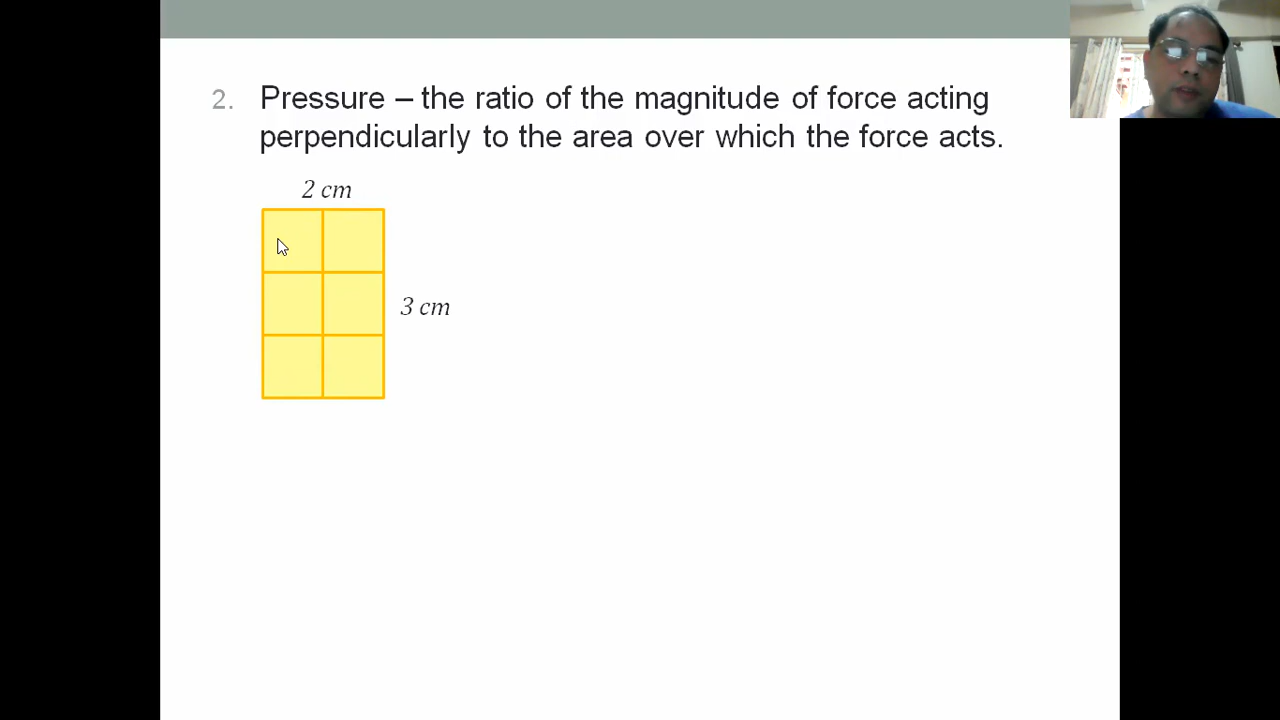 2. Pressure – the ratio of the magnitude of force acting
perpendicularly to the area over which the force acts.
2 cm
3 cm